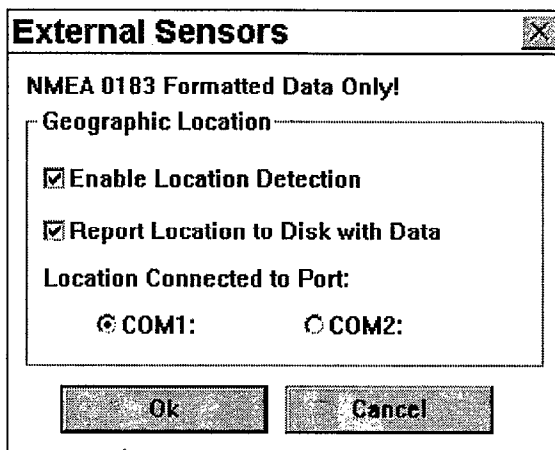 External Sensors
NMEA 0183 Formatted Data Only!
Geographic Location
Enable Location Detection
Report Location to Disk with Data
Location Connected to Port:
COM1: COM2:
Ok Cancel